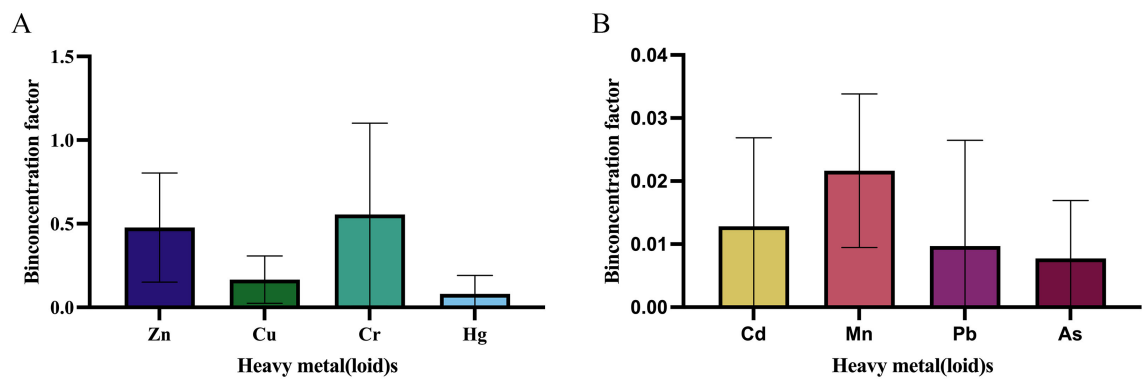 A
Binconcentration factor
1.5
1.0
0.5
0.0
Zn Cu Cr Hg
Heavy metal(loid)s
B
Binconcentration factor
0.04
0.03
0.02
0.01
0.00
Cd Mn Pb As
Heavy metal(loid)s